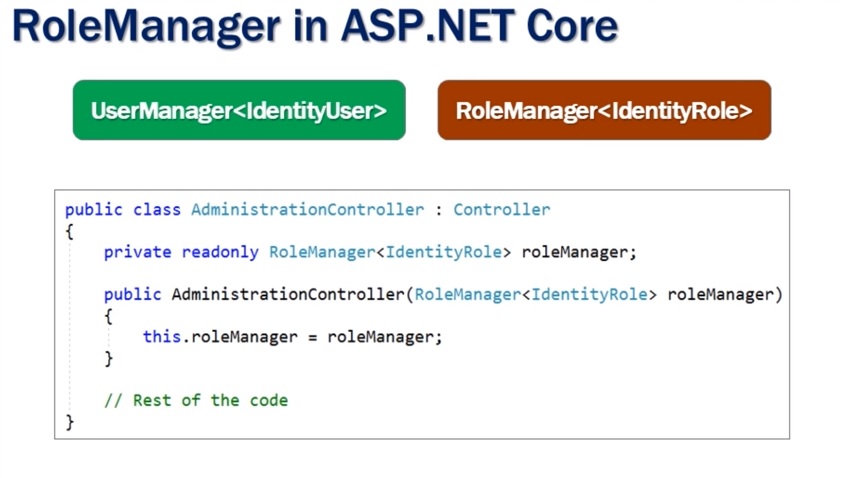 RoleManager in ASP.NET Core
UserManager<IdentityUser>
RoleManager<IdentityRole>
public class AdministrationController : Controller
{
    private readonly RoleManager<IdentityRole> roleManager;
    public AdministrationController(RoleManager<IdentityRole> roleManager)
    {
        this.roleManager = roleManager;
    }
    // Rest of the code
}